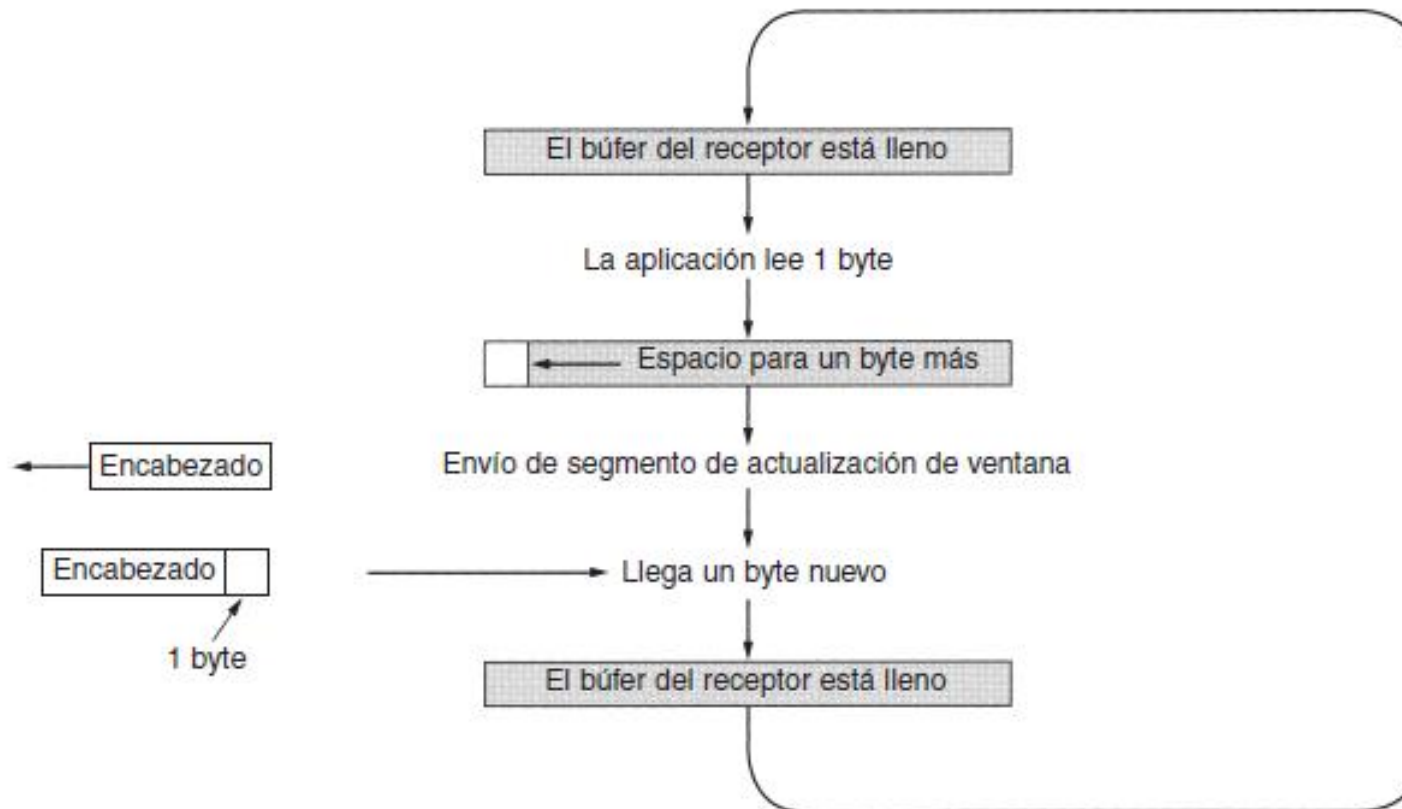 El búfer del receptor está lleno
La aplicación lee 1 byte
Espacio para un byte más
Encabezado
Envío de segmento de actualización de ventana
Encabezado
Llega un byte nuevo
1 byte
El búfer del receptor está lleno